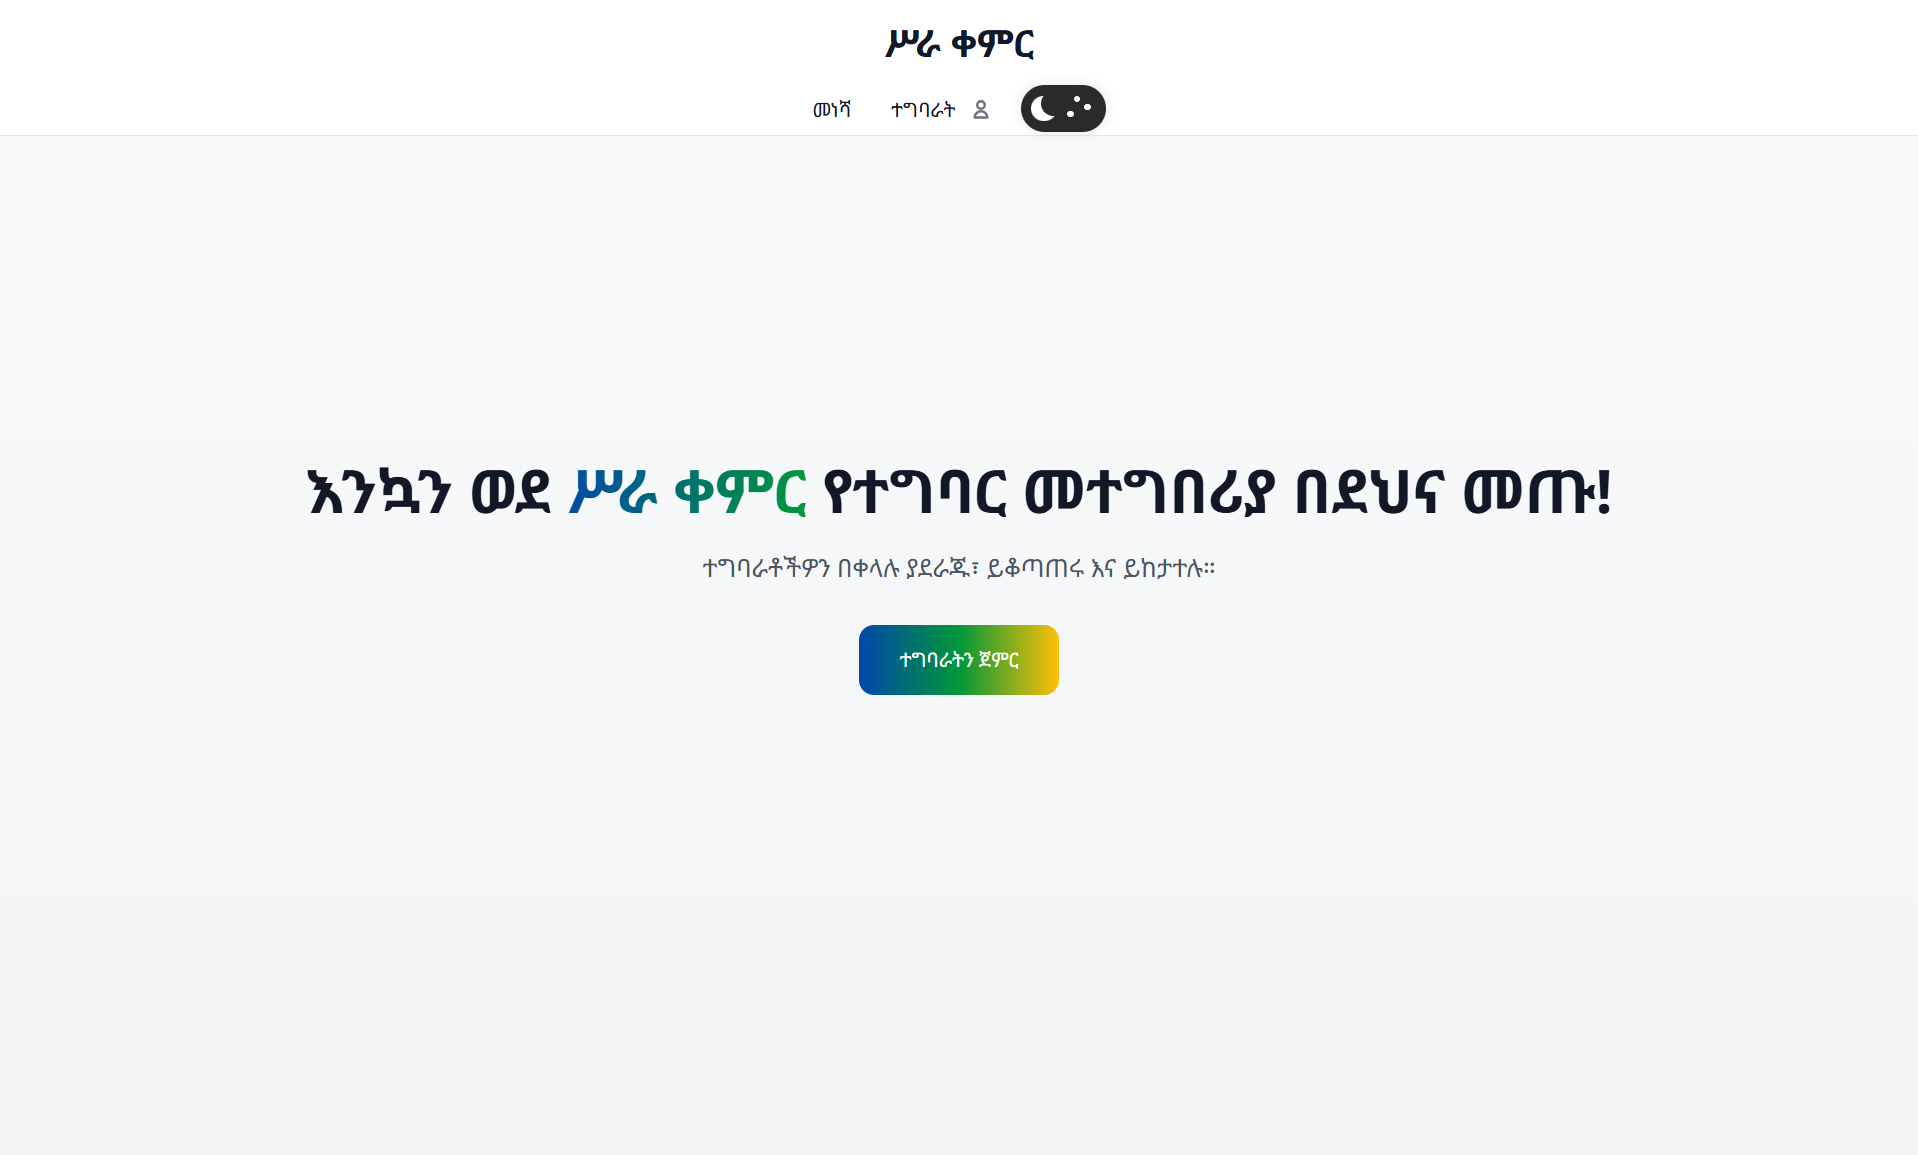 ሥራ ቀምር
መነሻ ተግባራት
እንኳን ወደ ሥራ ቀምር የተግባር መተግበሪያ በደህና መጡ!
ተግባራቶችዎን በቀላሉ ያደራጁ፣ ይቆጣጠሩ እና ይከታተሉ።
ተግባራትን ጀምር